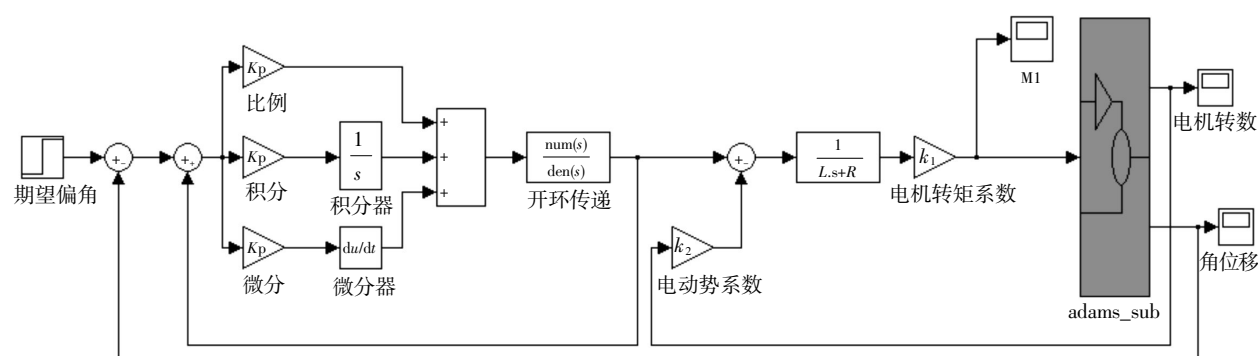 期望偏角
+-
++
Kp
比例
Kp
积分
Kp
微分
1
s
积分器
du/dt
微分器
+
+
+
num(s)
den(s)
开环传递
+-
k2
电动势系数
1
L.s+R
k1
电机转矩系数
M1
adams_sub
电机转数
角位移